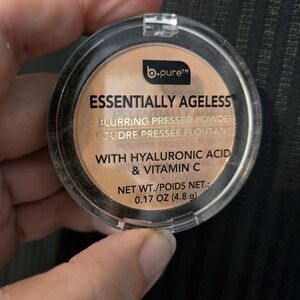 b.pure™
ESSENTIALLY AGELESS
BLURRING PRESSED POWDER
POUDRE PRESSÉE FLOUTANTE
WITH HYALURONIC ACID
& VITAMIN C
NET WT./POIDS NET.:
0.17 OZ (4.8 g)